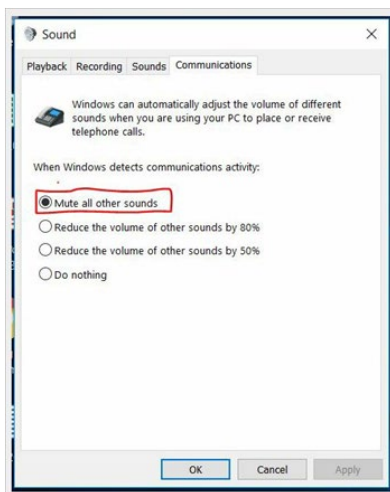 Sound
Playback Recording Sounds Communications
Windows can automatically adjust the volume of different
sounds when you are using your PC to place or receive
telephone calls.
When Windows detects communications activity:
Mute all other sounds
Reduce the volume of other sounds by 80%
Reduce the volume of other sounds by 50%
Do nothing
OK Cancel Apply